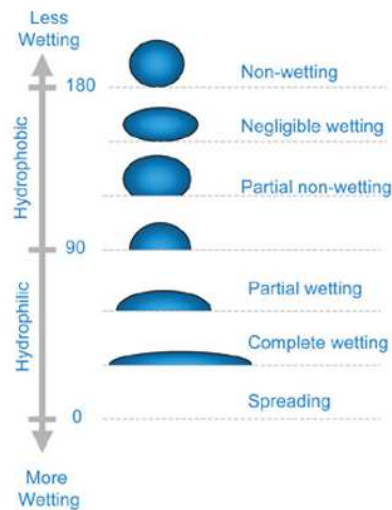 Less
Wetting
Non-wetting
180
Negligible wetting
Hydrophobic
Partial non-wetting
90
Partial wetting
Hydrophilic
Complete wetting
Spreading
0
More
Wetting